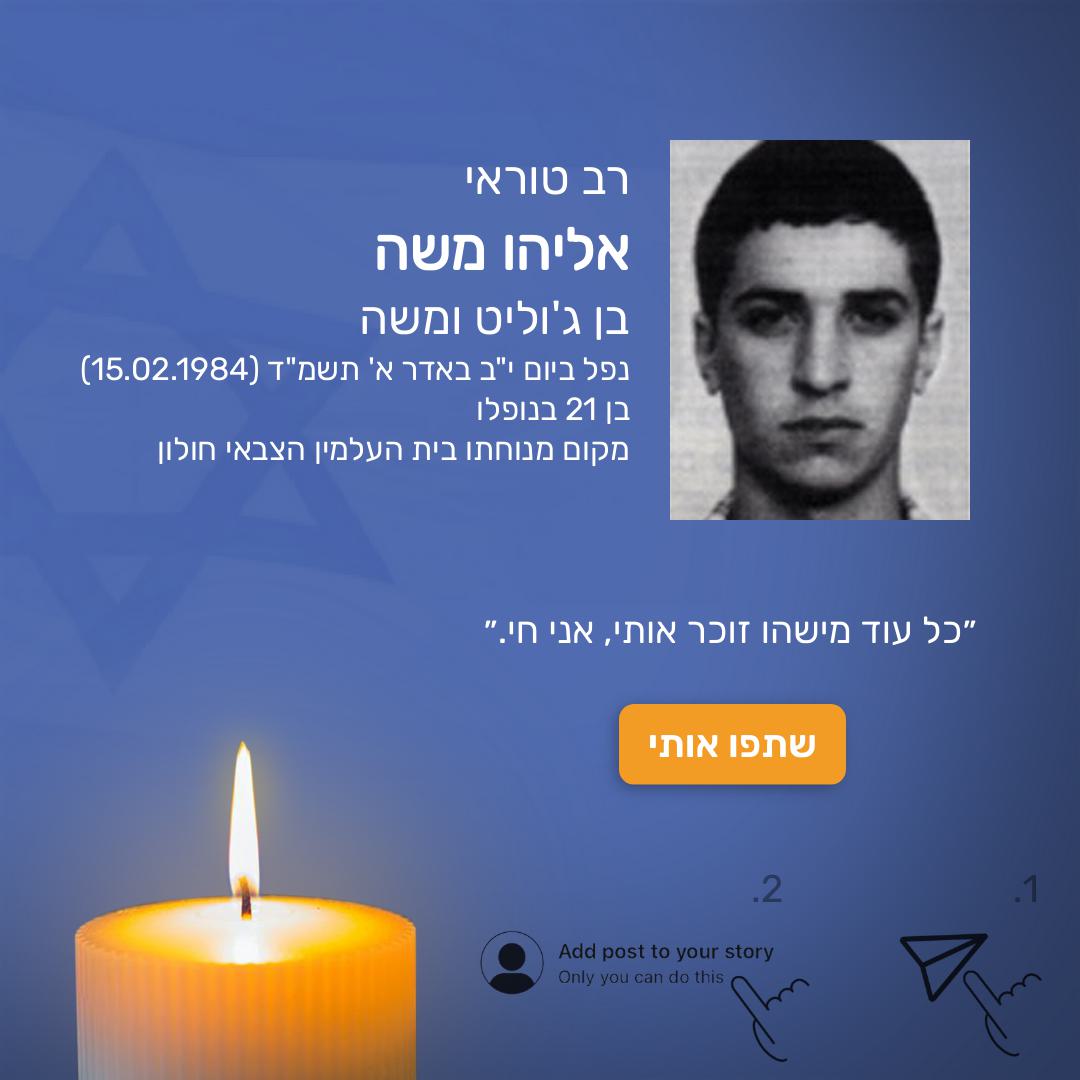 רב טוראי
אליהו משה
בן ג'וליט ומשה
נפל ביום י"ב באדר א' תשמ"ד (15.02.1984)
בן 21 בנופלו
מקום מנוחתו בית העלמין הצבאי חולון
״כל עוד מישהו זוכר אותי, אני חי.״
שתפו אותי
1.
2.
Add post to your story
Only you can do this